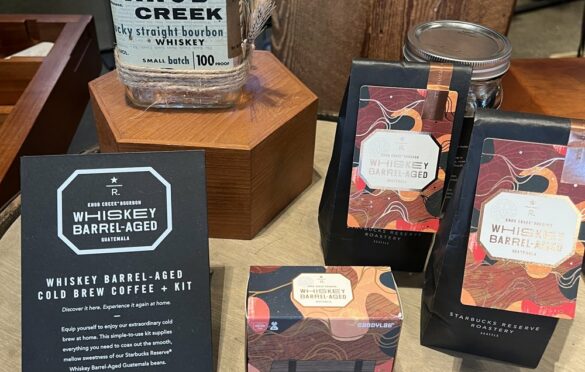 CREEK
straight bourbon
WHISKEY
SMALL batch 100 PROOF
R.
KNOB CREEK® BOURBON
WHISKEY
BARREL-AGED
GUATEMALA
WHISKEY BARREL-AGED
COLD BREW COFFEE + KIT
Discover it here. Experience it again at home.
Equip yourself to enjoy our extraordinary cold
brew at home. This simple-to-use kit supplies
everything you need to coax out the smooth,
mellow sweetness of our Starbucks Reserve®
Whiskey Barrel-Aged Guatemala beans.
WHISKEY
BARREL-AGED
WHISKEY
BARREL-AGED
GUATEMALA
STARBUCKS RESERVE
ROASTERY
SEATTLE
WHISKEY
BARREL-AGED
GUATEMALA
STARBUCKS RESERVE
ROASTERY
SEATTLE